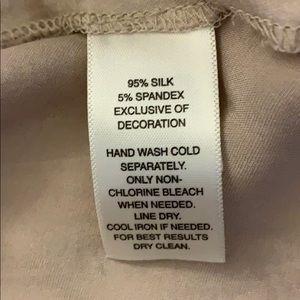 95% SILK
5% SPANDEX
EXCLUSIVE OF
DECORATION
HAND WASH COLD
SEPARATELY.
ONLY NON-
CHLORINE BLEACH
WHEN NEEDED.
LINE DRY.
COOL IRON IF NEEDED.
FOR BEST RESULTS
DRY CLEAN.